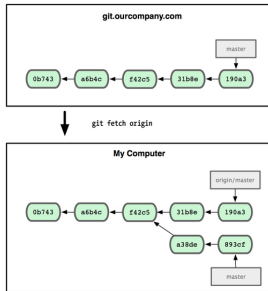 git.ourcompany.com
master
0b743 a6b4c f42c5 31b8e 190a3
git fetch origin
My Computer
origin/master
0b743 a6b4c f42c5 31b8e 190a3
a38de 893cf
master